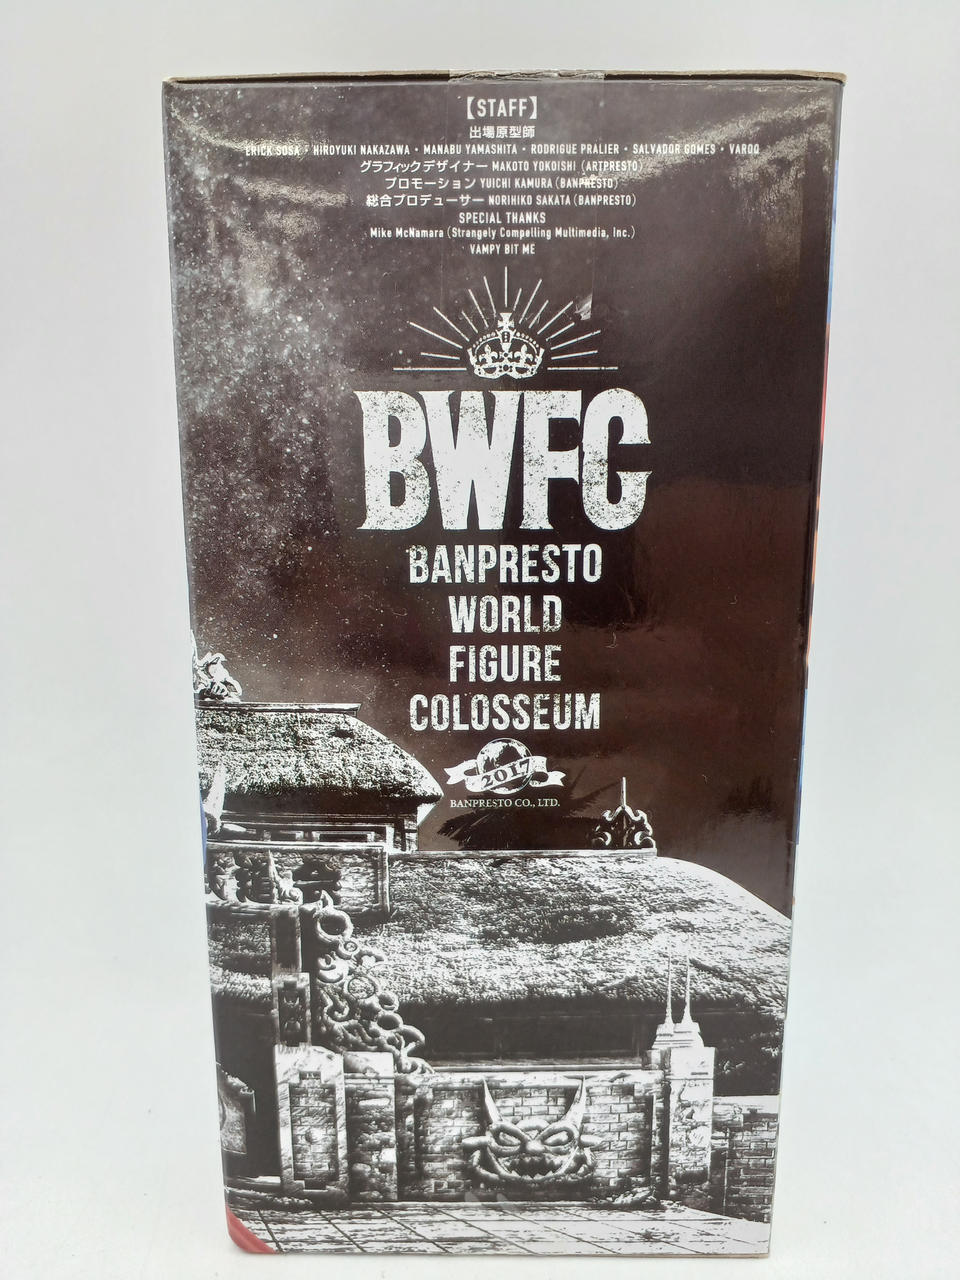 【STAFF】
出場原型師
ERICK SOSA・HIROYUKI NAKAZAWA・MANABU YAMASHITA・RODRIGUE PRALIER・SALVADOR GOMES・VAROQ
グラフィックデザイナー MAKOTO YOKOISHI (ARTPRESTO)
プロモーション YUICHI KAMURA (BANPRESTO)
総合プロデューサー NORIHIKO SAKATA (BANPRESTO)
SPECIAL THANKS
Mike McNamara (Strangely Compelling Multimedia, Inc.)
VAMPY BIT ME
BWFC
BANPRESTO
WORLD
FIGURE
COLOSSEUM
2017
BANPRESTO CO., LTD.